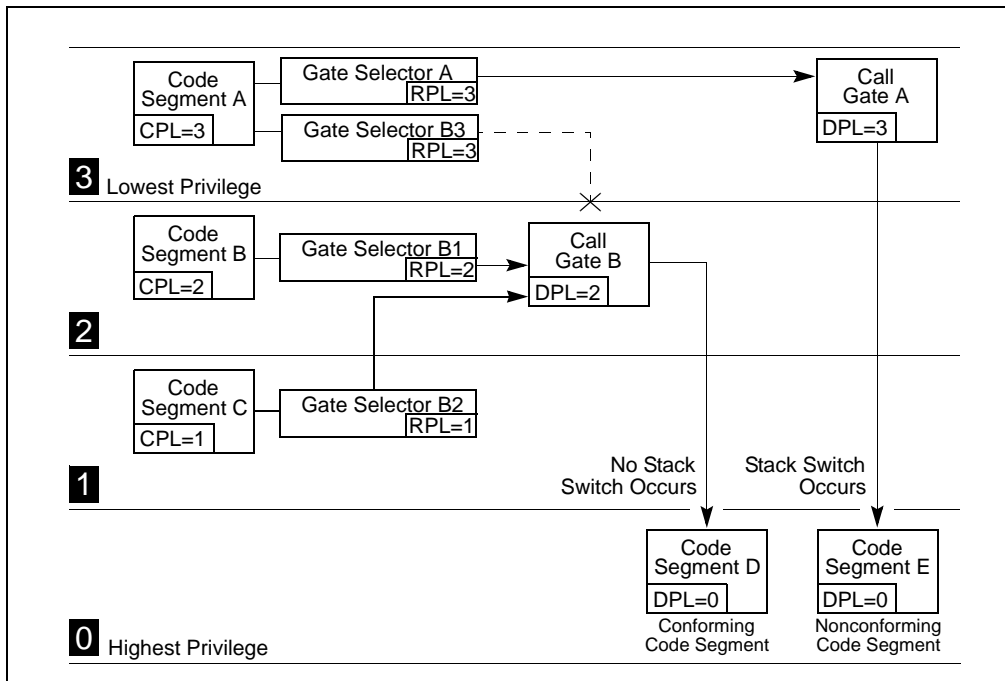 Code
Segment A
CPL=3
Gate Selector A
RPL=3
Gate Selector B3
RPL=3
Call
Gate A
DPL=3
3 Lowest Privilege
Code
Segment B
CPL=2
Gate Selector B1
RPL=2
Call
Gate B
DPL=2
2
Code
Segment C
CPL=1
Gate Selector B2
RPL=1
No Stack
Switch Occurs
Stack Switch
Occurs
1
Code
Segment D
DPL=0
Conforming
Code Segment
Code
Segment E
DPL=0
Nonconforming
Code Segment
0 Highest Privilege